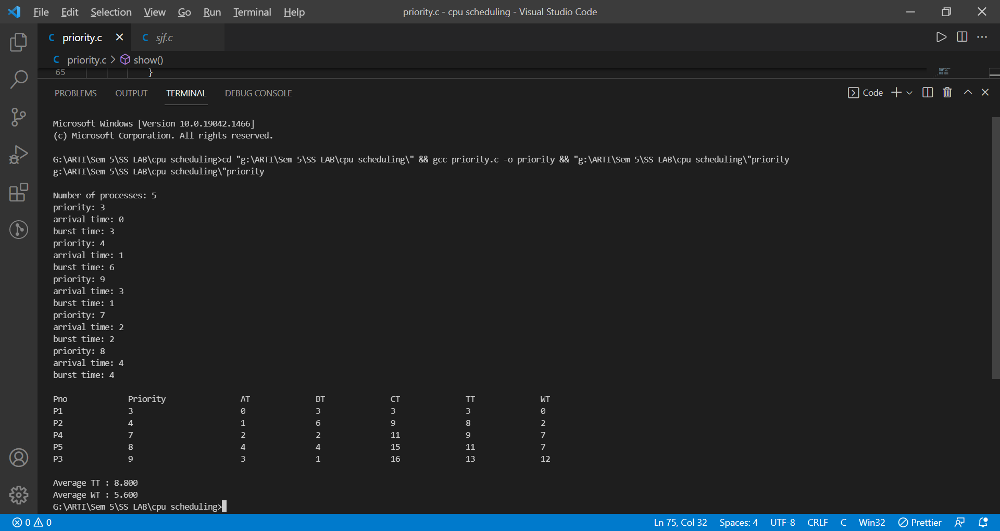 File Edit Selection View Go Run Terminal Help priority.c - cpu scheduling - Visual Studio Code
C priority.c C sjf.c
C priority.c > show()
65 }
PROBLEMS OUTPUT TERMINAL DEBUG CONSOLE Code
Microsoft Windows [Version 10.0.19042.1466]
(c) Microsoft Corporation. All rights reserved.
G:\ARTI\Sem 5\SS LAB\cpu scheduling>cd "g:\ARTI\Sem 5\SS LAB\cpu scheduling\" && gcc priority.c -o priority && "g:\ARTI\Sem 5\SS LAB\cpu scheduling\"priority
g:\ARTI\Sem 5\SS LAB\cpu scheduling\"priority
Number of processes: 5
priority: 3
arrival time: 0
burst time: 3
priority: 4
arrival time: 1
burst time: 6
priority: 9
arrival time: 3
burst time: 1
priority: 7
arrival time: 2
burst time: 2
priority: 8
arrival time: 4
burst time: 4
Pno Priority AT BT CT TT WT
P1 3 0 3 3 3 0
P2 4 1 6 9 8 2
P4 7 2 2 11 9 7
P5 8 4 4 15 11 7
P3 9 3 1 16 13 12
Average TT : 8.800
Average WT : 5.600
G:\ARTI\Sem 5\SS LAB\cpu scheduling>
0 0 Ln 75, Col 32 Spaces: 4 UTF-8 CRLF C Win32 Prettier